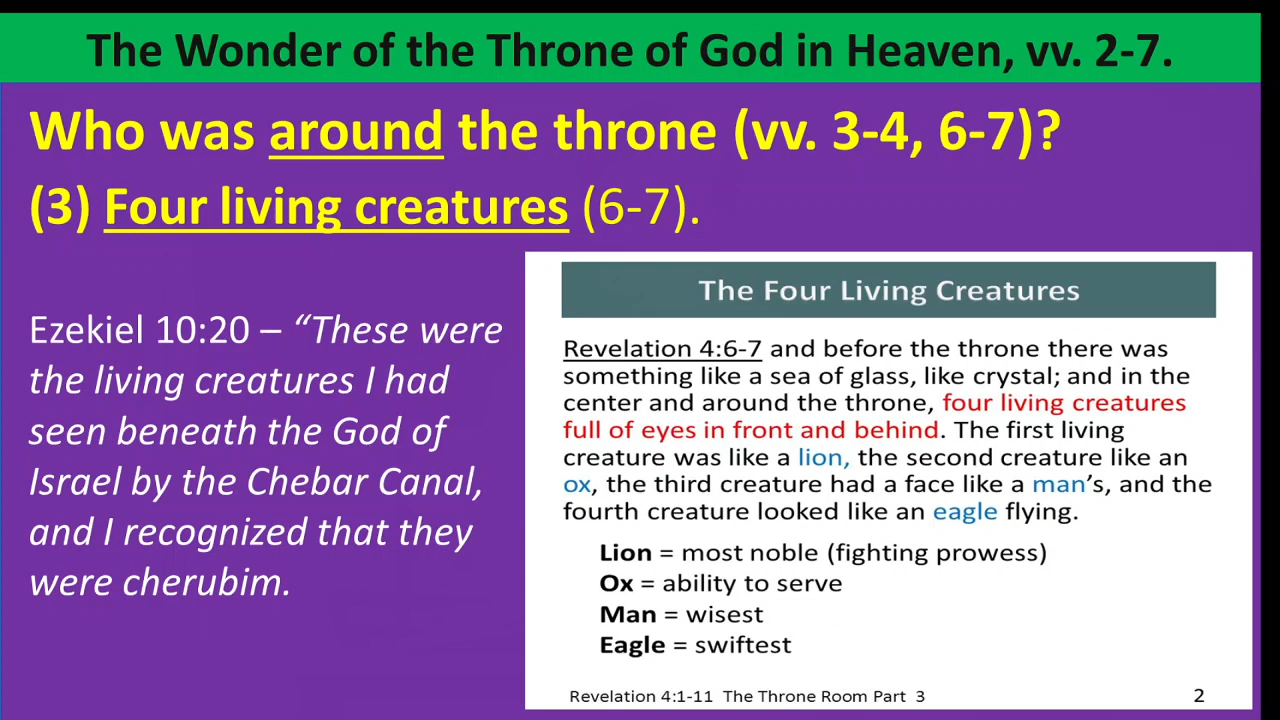 The Wonder of the Throne of God in Heaven, vv. 2-7.
Who was around the throne (vv. 3-4, 6-7)?
(3) Four living creatures (6-7).
Ezekiel 10:20 – “These were
the living creatures I had
seen beneath the God of
Israel by the Chebar Canal,
and I recognized that they
were cherubim.
The Four Living Creatures
Revelation 4:6-7 and before the throne there was
something like a sea of glass, like crystal; and in the
center and around the throne, four living creatures
full of eyes in front and behind. The first living
creature was like a lion, the second creature like an
ox, the third creature had a face like a man’s, and the
fourth creature looked like an eagle flying.
Lion = most noble (fighting prowess)
Ox = ability to serve
Man = wisest
Eagle = swiftest
Revelation 4:1-11 The Throne Room Part 3
2